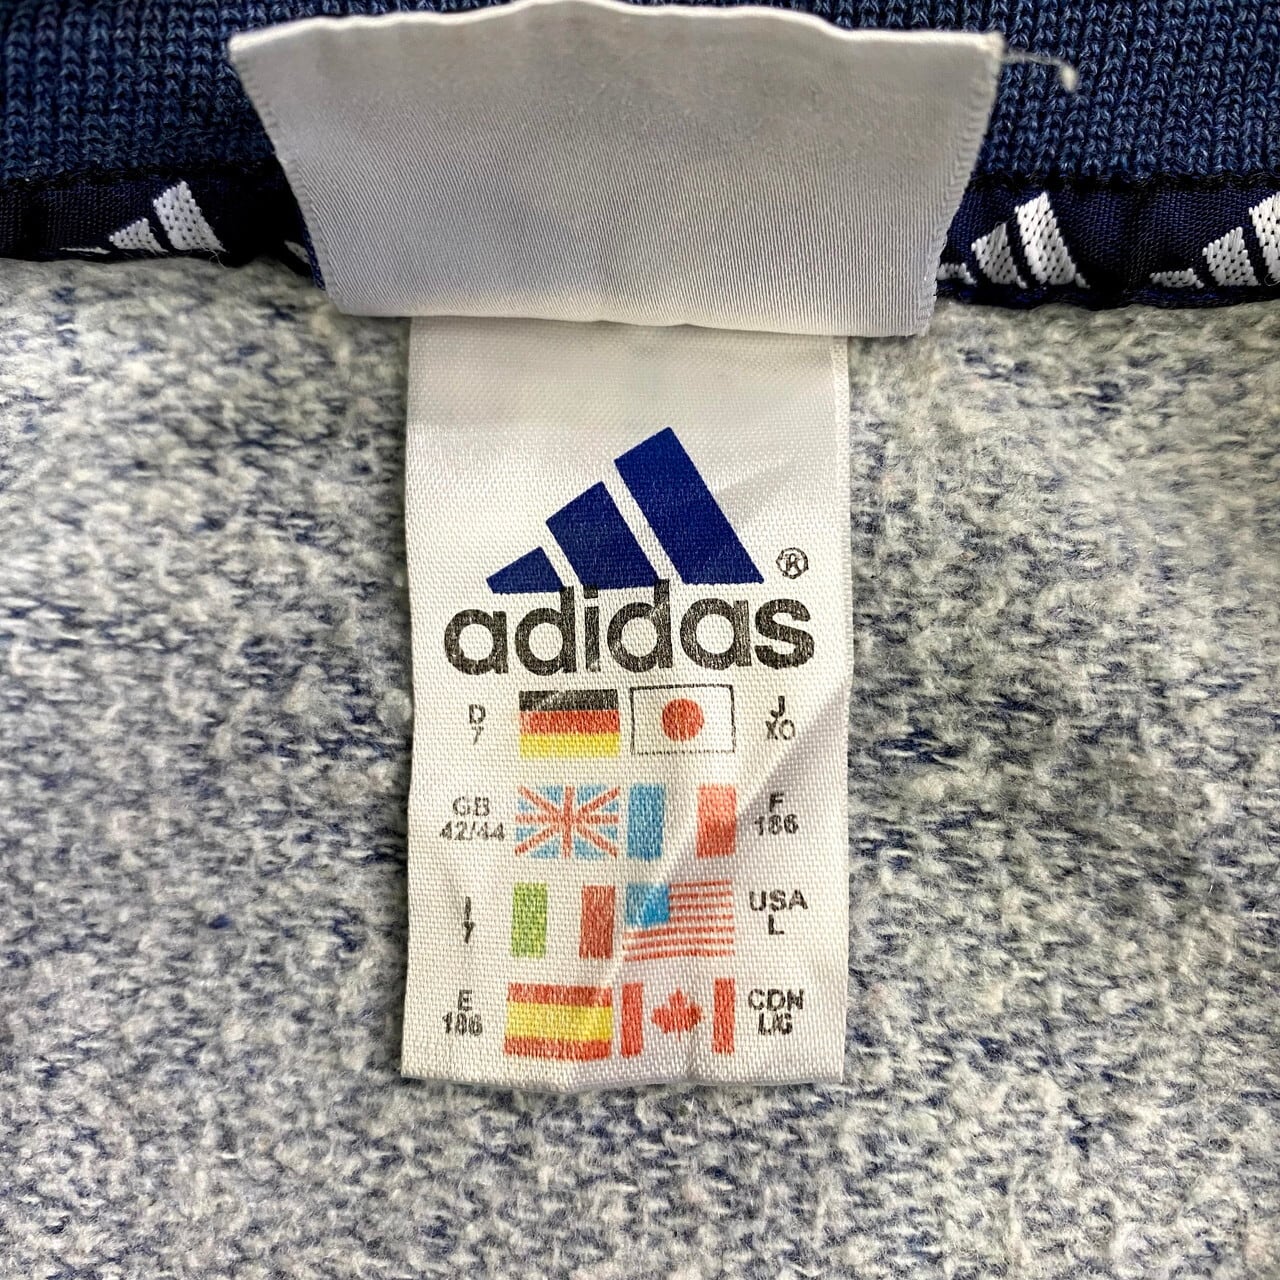 adidas ®
D J
7 XO
GB F
42/44 186
I USA
7 L
E CDN
186 L/G